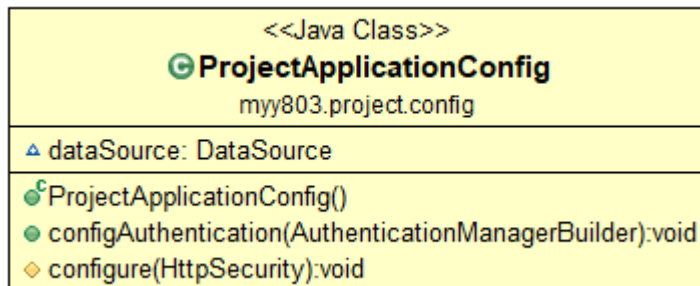 <<Java Class>>
ProjectApplicationConfig
myy803.project.config
dataSource: DataSource
ProjectApplicationConfig()
configAuthentication(AuthenticationManagerBuilder):void
configure(HttpSecurity):void